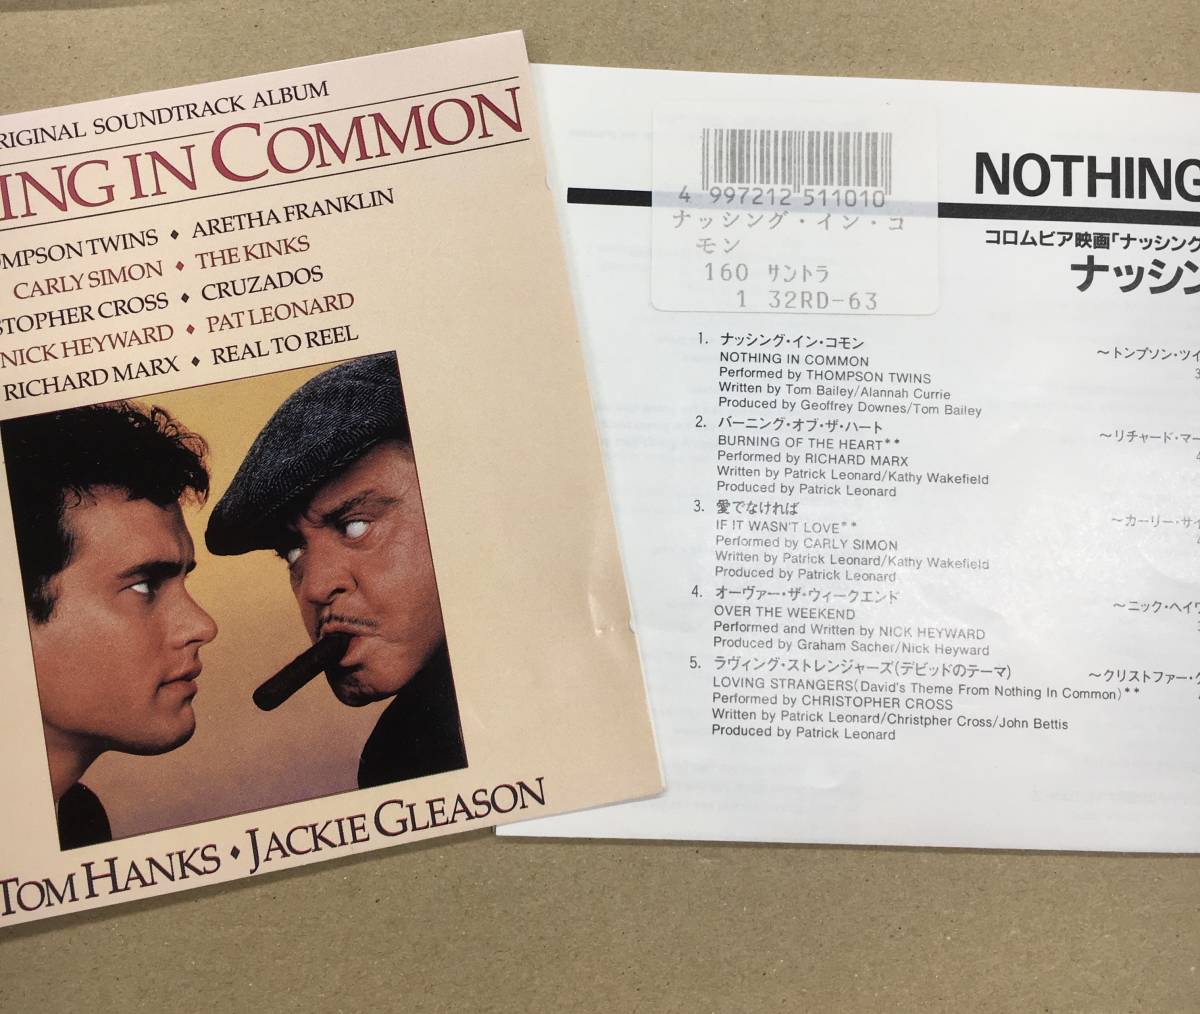 RIGINAL SOUNDTRACK ALBUM
ING IN COMMON
OMPSON TWINS ♦ ARETHA FRANKLIN
CARLY SIMON ♦ THE KINKS
STOPHER CROSS ♦ CRUZADOS
NICK HEYWARD ♦ PAT LEONARD
RICHARD MARX ♦ REAL TO REEL
TOM HANKS ♦ JACKIE GLEASON
4 997212 511010
ナッシング・イン・コ
モン
160 サントラ
1 32RD-63
NOTHING
コロムビア映画「ナッシング
ナッシン
1. ナッシング・イン・コモン 〜トンプソン・ツイ
NOTHING IN COMMON 3
Performed by THOMPSON TWINS
Written by Tom Bailey/Alannah Currie
Produced by Geoffrey Downes/Tom Bailey
2. バーニング・オブ・ザ・ハート 〜リチャード・マー
BURNING OF THE HEART** 4
Performed by RICHARD MARX
Written by Patrick Leonard/Kathy Wakefield
Produced by Patrick Leonard
3. 愛でなければ 〜カーリー・サイ
IF IT WASN'T LOVE** 4
Performed by CARLY SIMON
Written by Patrick Leonard/Kathy Wakefield
Produced by Patrick Leonard
4. オーヴァー・ザ・ウィークエンド 〜ニック・ヘイワ
OVER THE WEEKEND 3
Performed and Written by NICK HEYWARD
Produced by Graham Sacher/Nick Heyward
5. ラヴィング・ストレンジャーズ(デビッドのテーマ) 〜クリストファー・ク
LOVING STRANGERS(David's Theme From Nothing In Common)**
Performed by CHRISTOPHER CROSS
Written by Patrick Leonard/Christpher Cross/John Bettis
Produced by Patrick Leonard